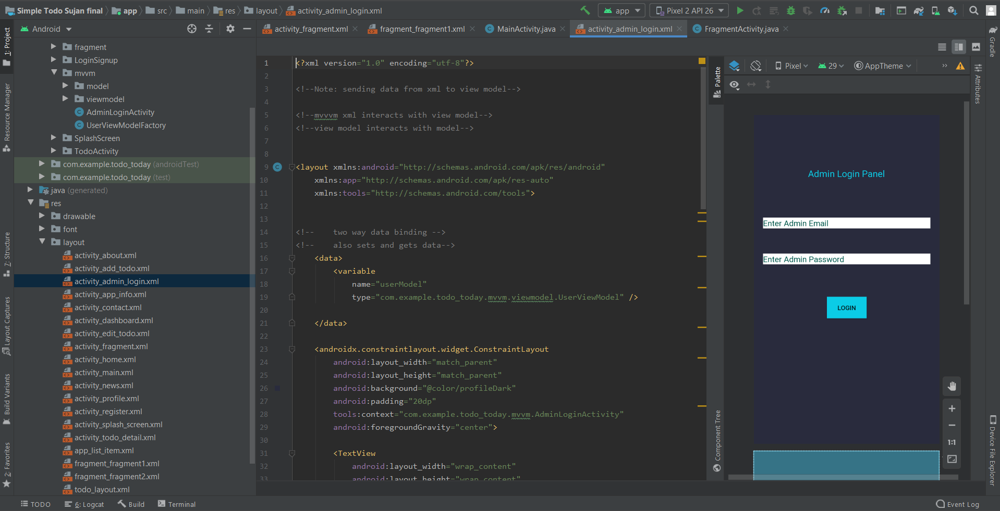 Simple Todo Sujan final app src main res layout activity_admin_login.xml app Pixel 2 API 26
Android
activity_fragment.xml fragment_fragment1.xml MainActivity.java activity_admin_login.xml FragmentActivity.java
1: Project
Resource Manager
7: Structure
Layout Captures
Build Variants
2: Favorites
fragment
LoginSignup
mvvm
model
viewmodel
AdminLoginActivity
UserViewModelFactory
SplashScreen
TodoActivity
com.example.todo_today (androidTest)
com.example.todo_today (test)
java (generated)
res
drawable
font
layout
activity_about.xml
activity_add_todo.xml
activity_admin_login.xml
activity_app_info.xml
activity_contact.xml
activity_dashboard.xml
activity_edit_todo.xml
activity_fragment.xml
activity_home.xml
activity_main.xml
activity_news.xml
activity_profile.xml
activity_register.xml
activity_splash_screen.xml
activity_todo_detail.xml
app_list_item.xml
fragment_fragment1.xml
fragment_fragment2.xml
todo_layout.xml
1 <?xml version="1.0" encoding="utf-8"?>
2
3 <!--Note: sending data from xml to view model-->
4
5 <!--mvvvm xml interacts with view model-->
6 <!--view model interacts with model-->
7
8
9 <layout xmlns:android="http://schemas.android.com/apk/res/android"
10 xmlns:app="http://schemas.android.com/apk/res-auto"
11 xmlns:tools="http://schemas.android.com/tools">
12
13
14 <!-- two way data binding -->
15 <!-- also sets and gets data-->
16 <data>
17 <variable
18 name="userModel"
19 type="com.example.todo_today.mvvm.viewmodel.UserViewModel" />
20
21 </data>
22
23 <androidx.constraintlayout.widget.ConstraintLayout
24 android:layout_width="match_parent"
25 android:layout_height="match_parent"
26 android:background="@color/profileDark"
27 android:padding="20dp"
28 tools:context="com.example.todo_today.mvvm.AdminLoginActivity"
29 android:foregroundGravity="center">
30
31 <TextView
32 android:layout_width="wrap_content"
33 android:layout_height="wrap_content"
Palette
Component Tree
Pixel 29 AppTheme
Admin Login Panel
Enter Admin Email
Enter Admin Password
LOGIN
1:1
Gradle
Attributes
Device File Explorer
TODO 6: Logcat Build Terminal Event Log